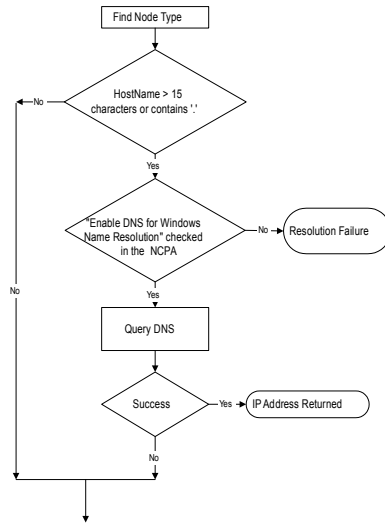 Find Node Type
HostName > 15
characters or contains '.'
No
Yes
"Enable DNS for Windows
Name Resolution" checked
in the NCPA
No
Resolution Failure
Yes
No
Query DNS
Success
Yes
IP Address Returned
No